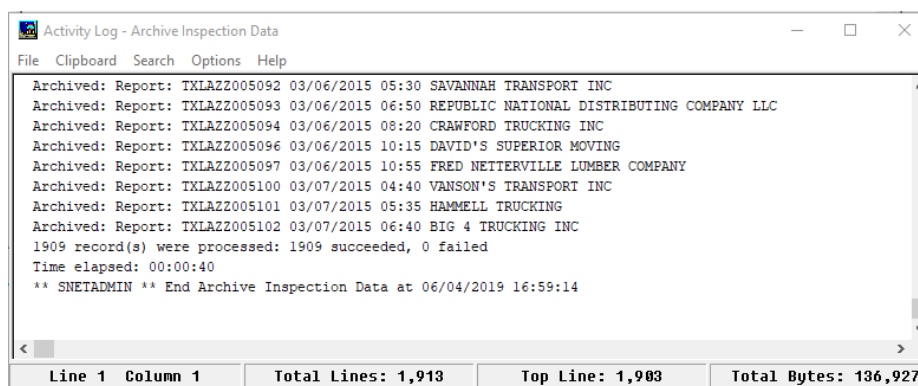 Activity Log - Archive Inspection Data
File Clipboard Search Options Help
Archived: Report: TXLAZZ005092 03/06/2015 05:30 SAVANNAH TRANSPORT INC
Archived: Report: TXLAZZ005093 03/06/2015 06:50 REPUBLIC NATIONAL DISTRIBUTING COMPANY LLC
Archived: Report: TXLAZZ005094 03/06/2015 08:20 CRAWFORD TRUCKING INC
Archived: Report: TXLAZZ005096 03/06/2015 10:15 DAVID'S SUPERIOR MOVING
Archived: Report: TXLAZZ005097 03/06/2015 10:55 FRED NETTERVILLE LUMBER COMPANY
Archived: Report: TXLAZZ005100 03/07/2015 04:40 VANSON'S TRANSPORT INC
Archived: Report: TXLAZZ005101 03/07/2015 05:35 HAMMELL TRUCKING
Archived: Report: TXLAZZ005102 03/07/2015 06:40 BIG 4 TRUCKING INC
1909 record(s) were processed: 1909 succeeded, 0 failed
Time elapsed: 00:00:40
** SNETADMIN ** End Archive Inspection Data at 06/04/2019 16:59:14
Line 1 Column 1 Total Lines: 1,913 Top Line: 1,903 Total Bytes: 136,927